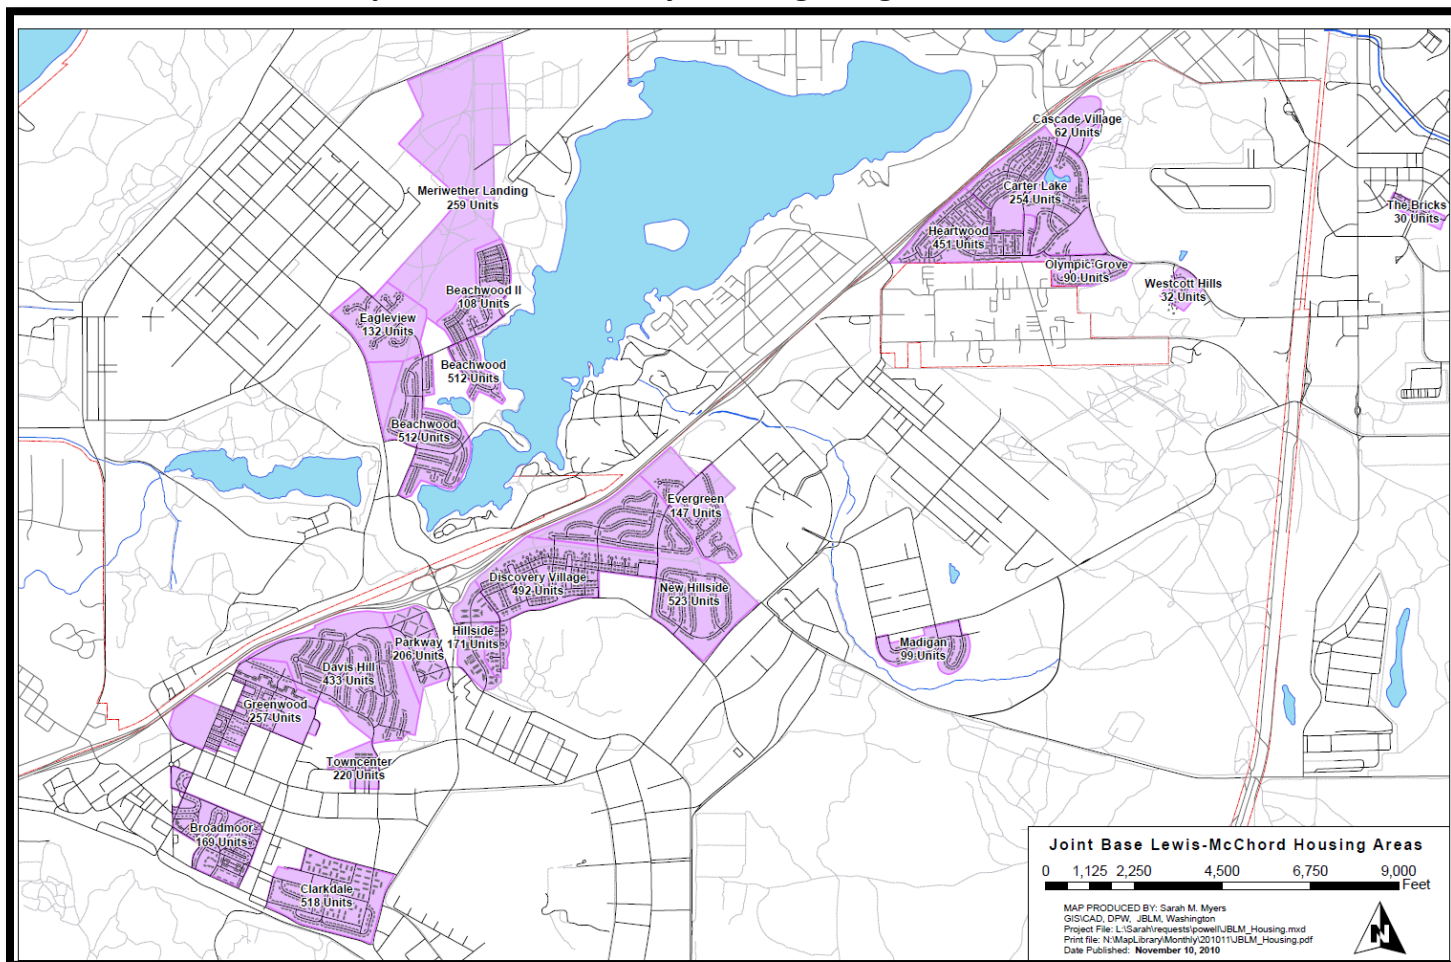 Cascade Village
62 Units
Meriwether Landing
259 Units
Carter Lake
254 Units
The Bricks
30 Units
Heartwood
451 Units
Olympic Grove
90 Units
Westcott Hills
32 Units
Beachwood II
Units
Eagleview
132 Units
Beachwood
512 Units
Beachwood
512 Units
Evergreen
147 Units
Discovery Village
492 Units
New Hillside
523 Units
Hillside
171 Units
Parkway
206 Units
Madigan
99 Units
Davis Hill
433 Units
Greenwood
257 Units
Towncenter
220 Units
Broadmoor
169 Units
Clarkdale
518 Units
Joint Base Lewis-McChord Housing Areas
0 1,125 2,250 4,500 6,750 9,000
Feet
MAP PRODUCED BY: Sarah M. Myers
GIS\CAD, DPW, JBLM, Washington
Project File: L:\Sarah\requests\powell\JBLM_Housing.mxd
Print file: N:\MapLibrary\Monthly\201011\JBLM_Housing.pdf
Date Published: November 10, 2010
N